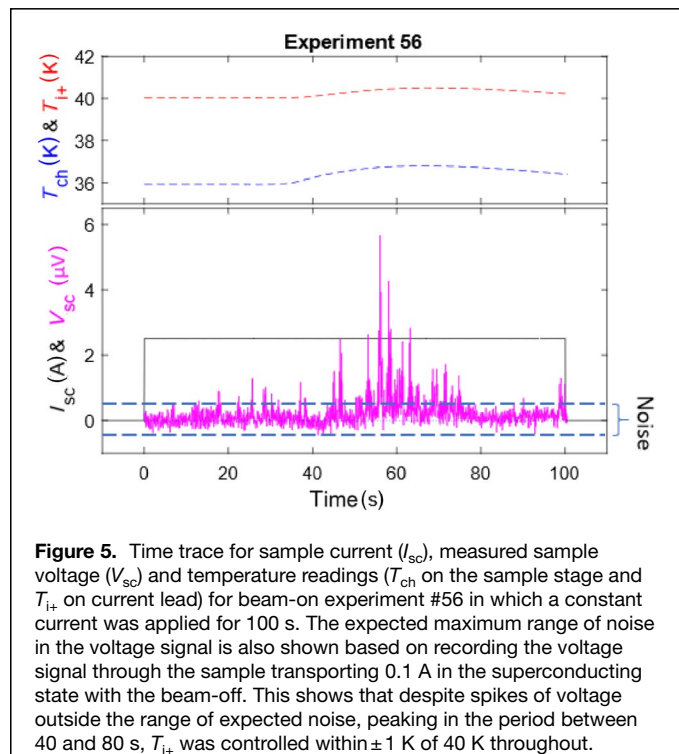 Experiment 56
T_ch (K) & T_i+ (K)
42
40
38
36
I_sc (A) & V_sc (µV)
6
4
2
0
Noise
0 20 40 60 80 100
Time (s)
Figure 5. Time trace for sample current (I_sc), measured sample
voltage (V_sc) and temperature readings (T_ch on the sample stage and
T_i+ on current lead) for beam-on experiment #56 in which a constant
current was applied for 100 s. The expected maximum range of noise
in the voltage signal is also shown based on recording the voltage
signal through the sample transporting 0.1 A in the superconducting
state with the beam-off. This shows that despite spikes of voltage
outside the range of expected noise, peaking in the period between
40 and 80 s, T_i+ was controlled within ± 1 K of 40 K throughout.